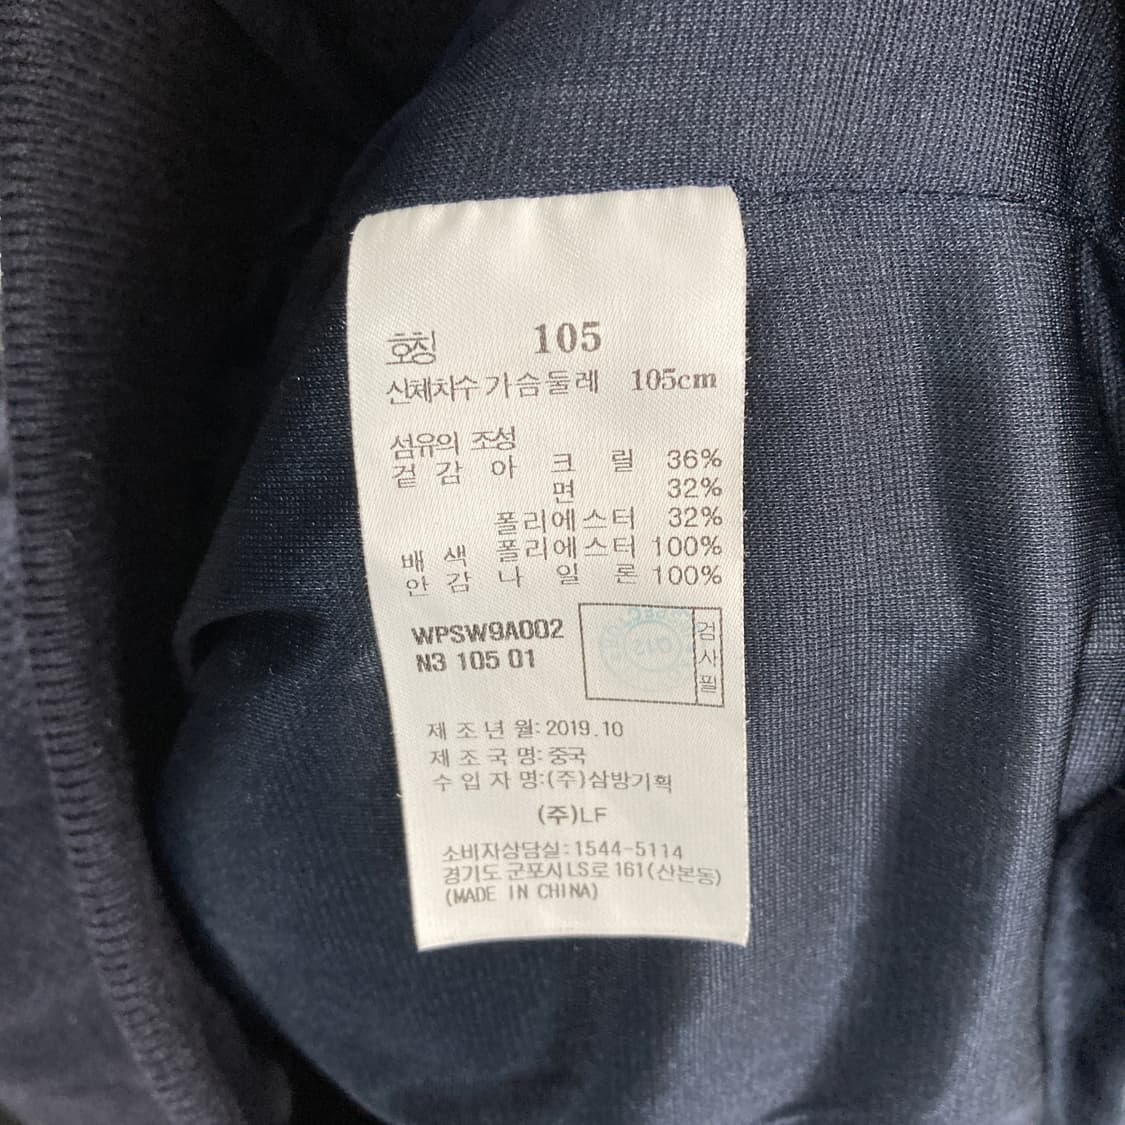 호칭 105
신체치수 가슴둘레 105cm
섬유의 조성
겉감 아크릴 36%
면 32%
폴리에스터 32%
배색 폴리에스터 100%
안감 나일론 100%
WPSW9A002
N3 105 01
검사필
제조년월: 2019.10
제조국명: 중국
수입자명:(주)삼방기획
(주)LF
소비자상담실:1544-5114
경기도 군포시 LS로 161(산본동)
(MADE IN CHINA)